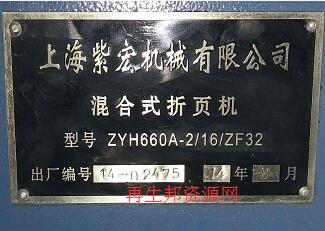 上海紫宏机械有限公司
混合式折页机
型号 ZYH660A-2/16/ZF32
出厂编号 14-02475 14 年 2 月
再生邦资源网